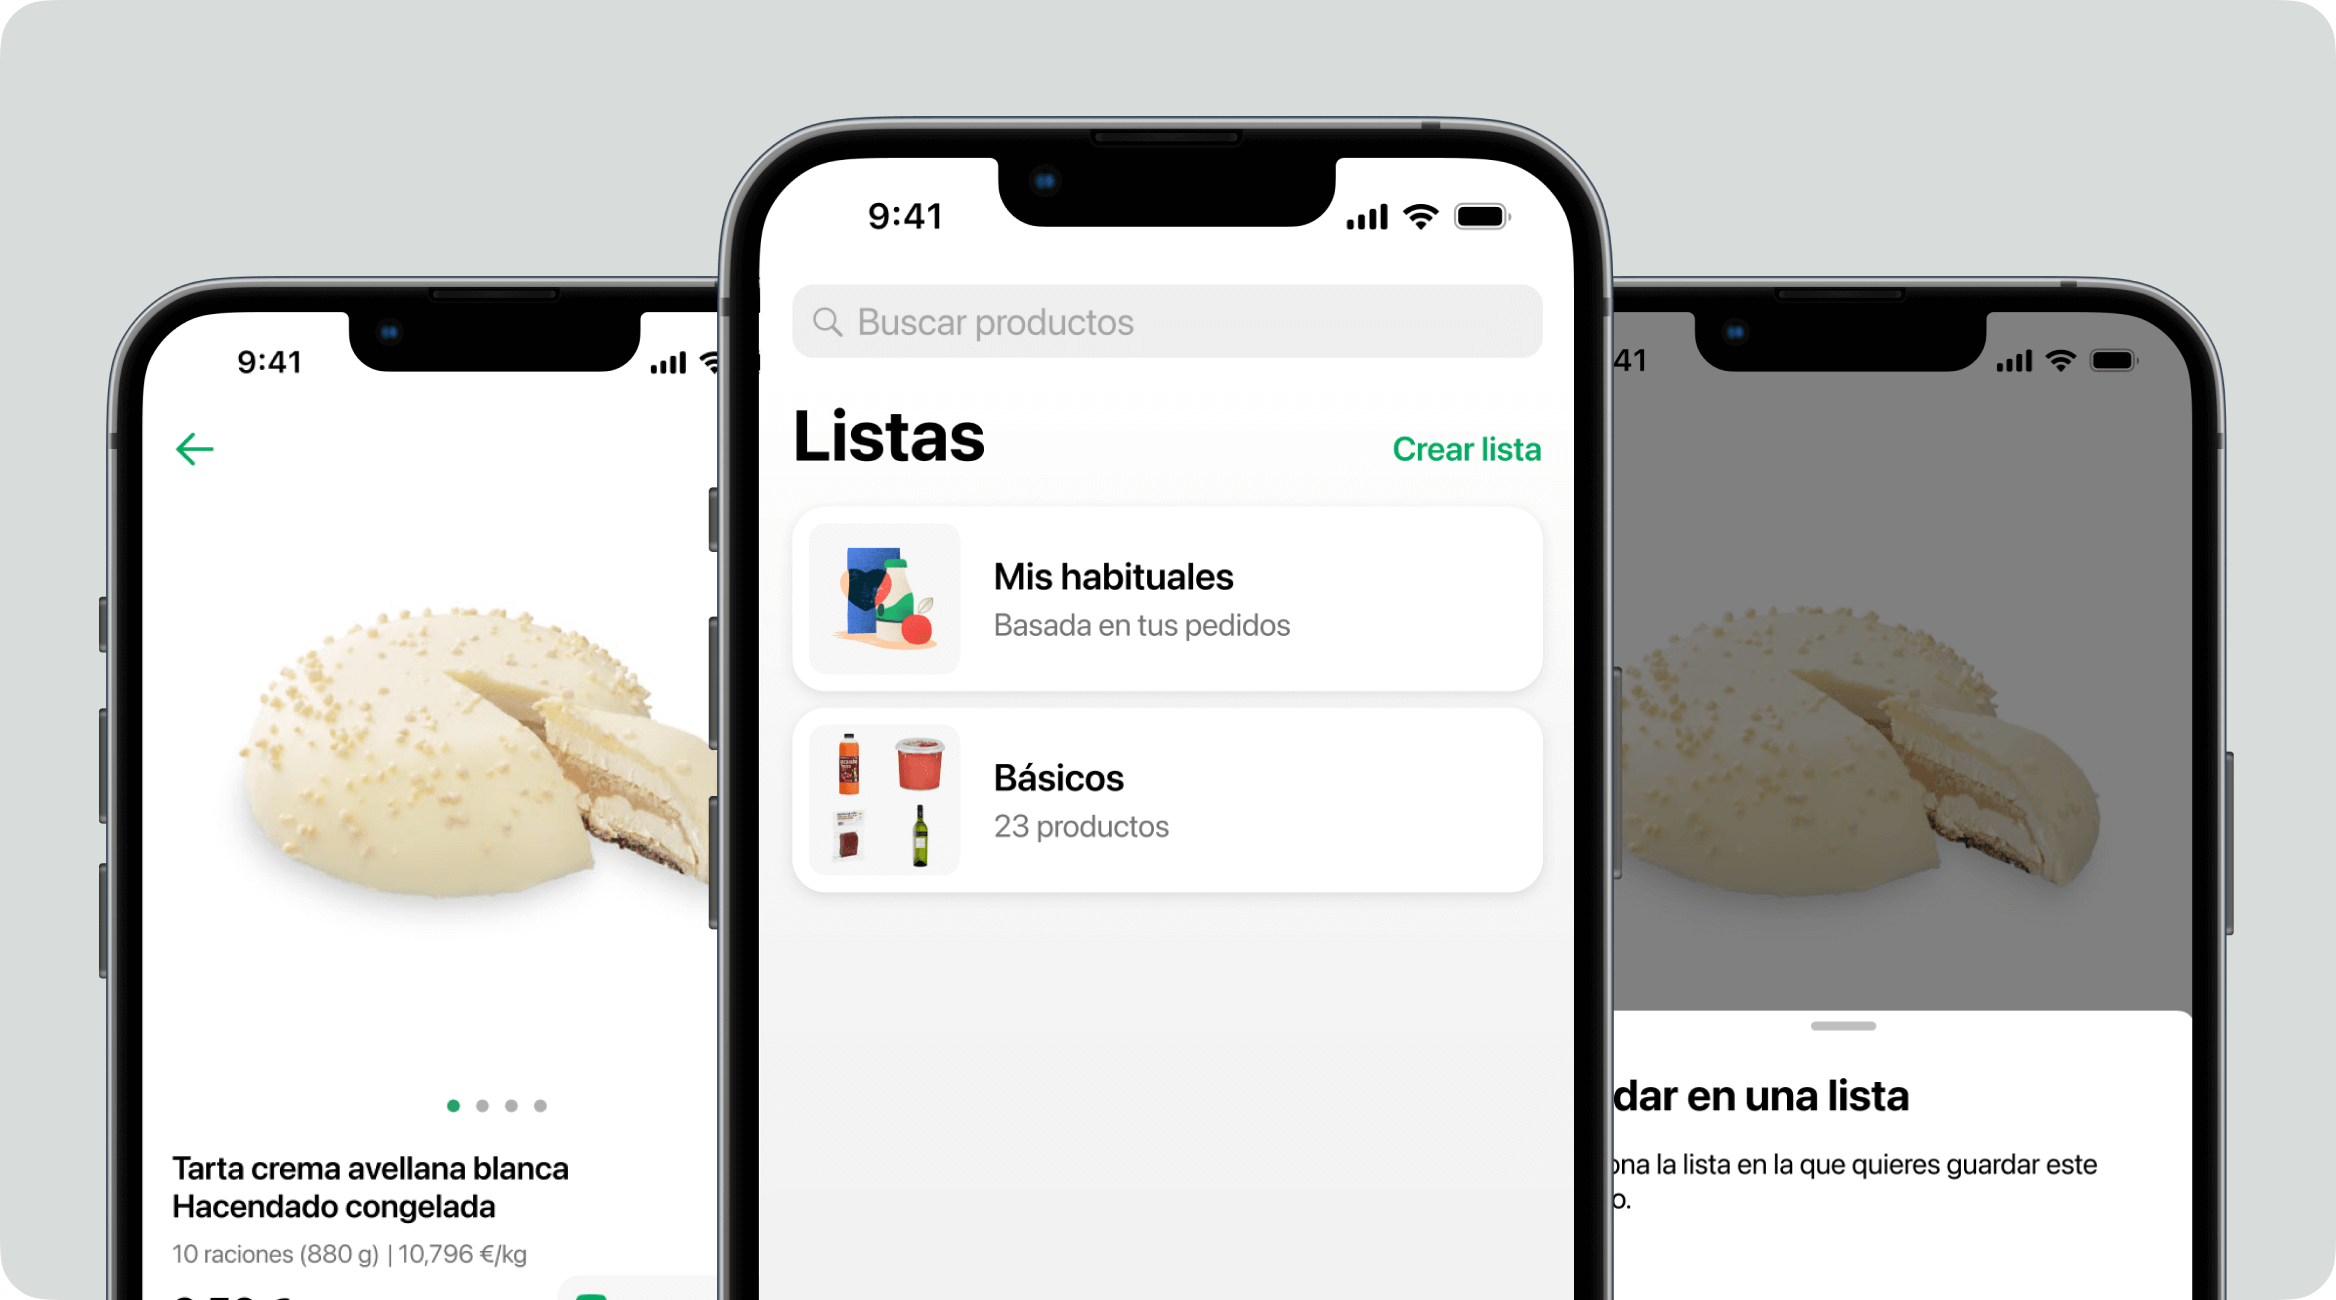 9:41
Tarta crema avellana blanca
Hacendado congelada
10 raciones (880 g) | 10,796 €/kg
9:41
Buscar productos
Listas
Crear lista
Mis habituales
Basada en tus pedidos
Básicos
23 productos
41
dar en una lista
ona la lista en la que quieres guardar este
o.